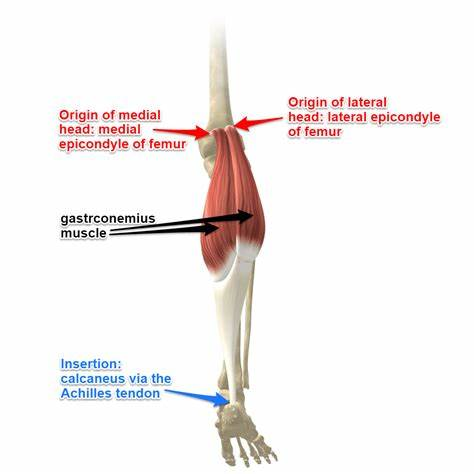 Origin of medial
head: medial
epicondyle of femur
Origin of lateral
head: lateral epicondyle
of femur
gastrconemius
muscle
Insertion:
calcaneus via the
Achilles tendon